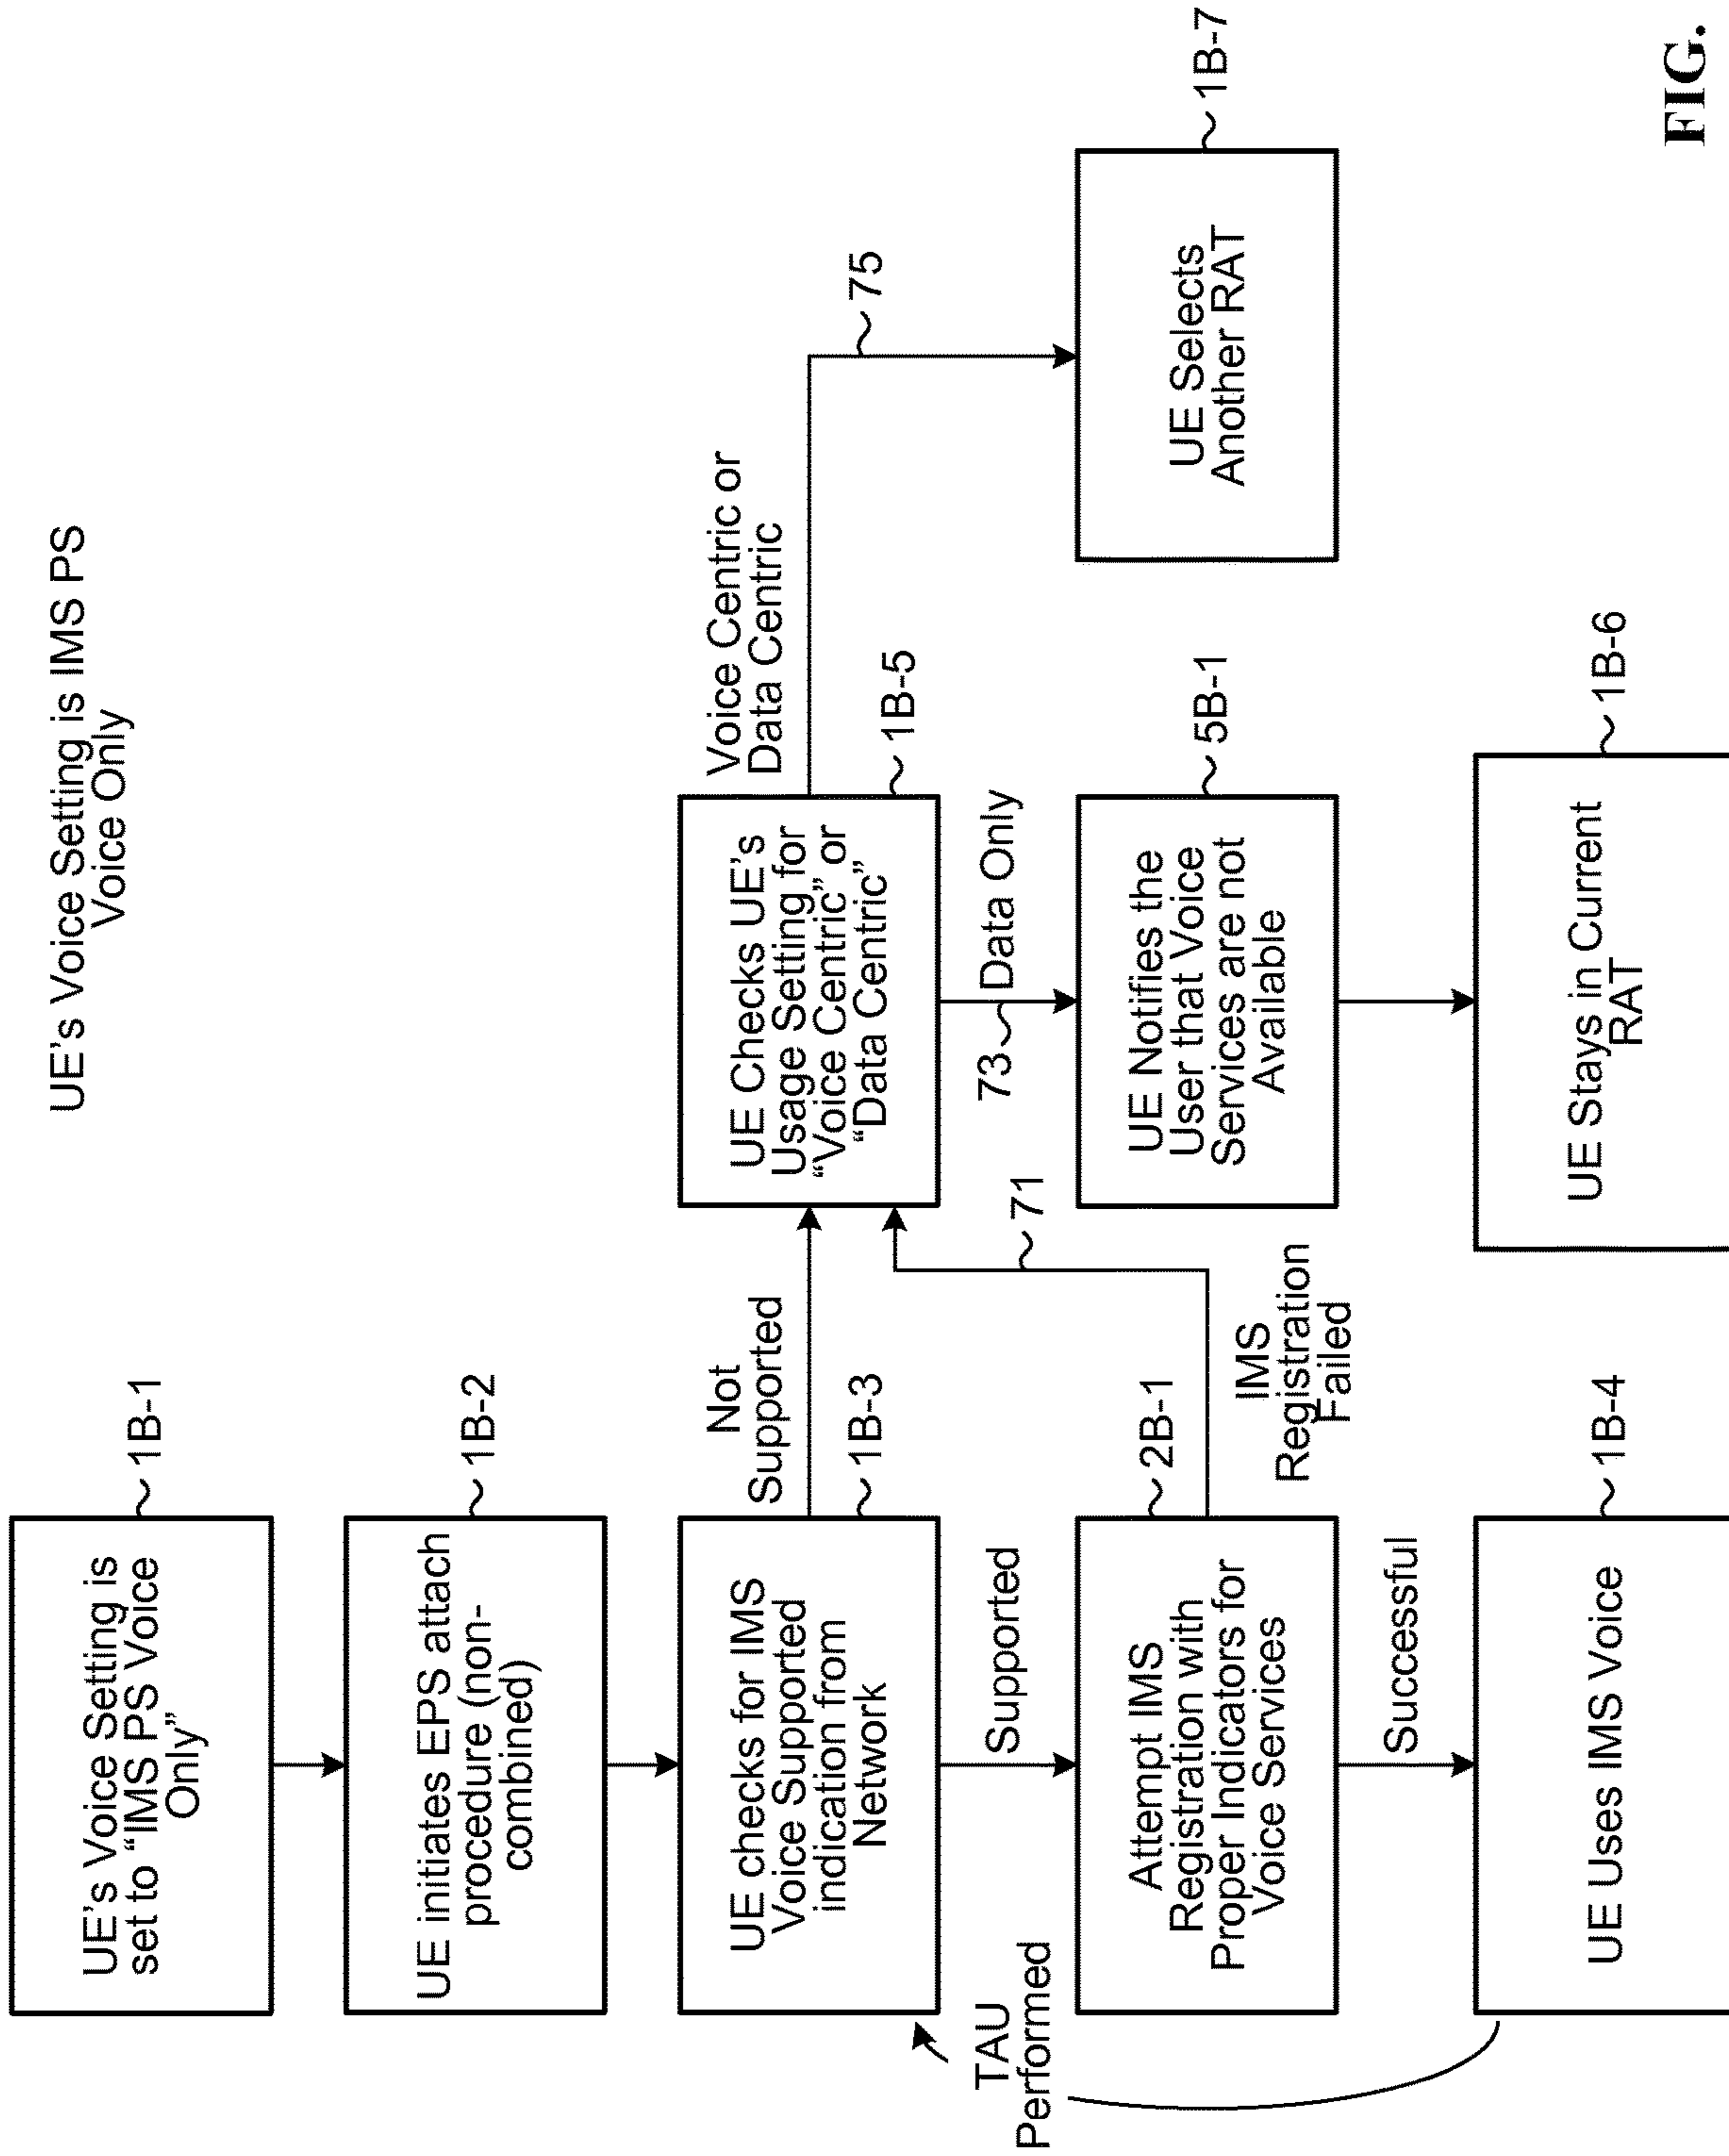 UE's Voice Setting is IMS PS
Voice Only
UE's Voice Setting is
set to “IMS PS Voice
Only”
1B-1
UE initiates EPS attach
procedure (non-
combined)
1B-2
UE checks for IMS
Voice Supported
indication from
Network
1B-3
Not
Supported
UE Checks UE's
Usage Setting for
“Voice Centric” or
“Data Centric”
1B-5
Voice Centric or
Data Centric
75
Supported
TAU
Performed
Attempt IMS
Registration with
Proper Indicators for
Voice Services
2B-1
IMS
Registration
Failed
71
73
Data Only
UE Notifies the
User that Voice
Services are not
Available
5B-1
UE Selects
Another RAT
1B-7
Successful
UE Uses IMS Voice
1B-4
UE Stays in Current
RAT
1B-6
FIG.